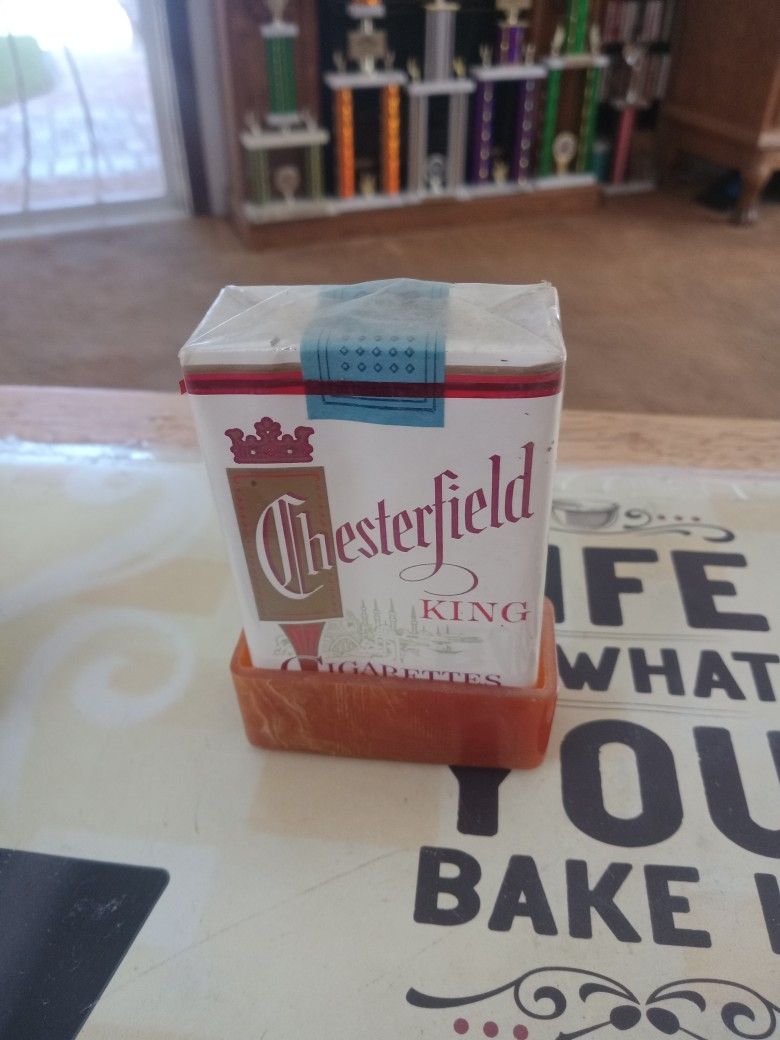 Chesterfield
KING
CIGARETTES
IFE
WHAT
YOU
BAKE